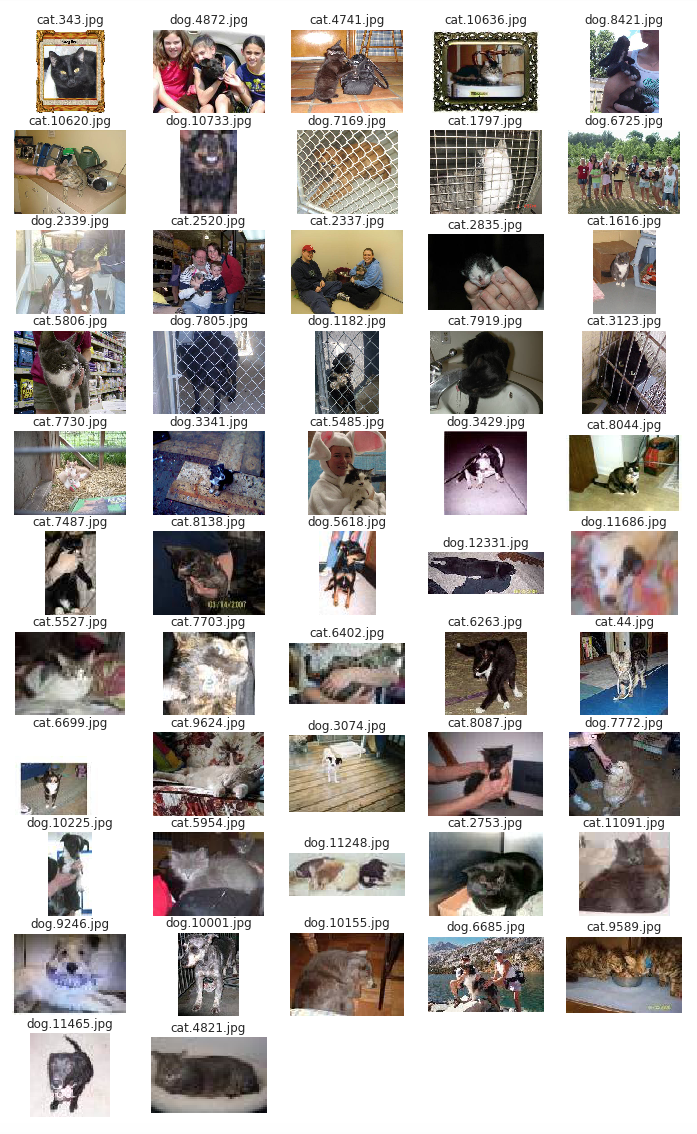 cat.343.jpg dog.4872.jpg cat.4741.jpg cat.10636.jpg dog.8421.jpg
cat.10620.jpg dog.10733.jpg dog.7169.jpg cat.1797.jpg dog.6725.jpg
dog.2339.jpg cat.2520.jpg cat.2337.jpg cat.2835.jpg cat.1616.jpg
cat.5806.jpg dog.7805.jpg dog.1182.jpg cat.7919.jpg cat.3123.jpg
cat.7730.jpg dog.3341.jpg cat.5485.jpg dog.3429.jpg cat.8044.jpg
cat.7487.jpg cat.8138.jpg dog.5618.jpg dog.12331.jpg dog.11686.jpg
03/04/2007
cat.5527.jpg cat.7703.jpg cat.6402.jpg cat.6263.jpg cat.44.jpg
cat.6699.jpg cat.9624.jpg dog.3074.jpg cat.8087.jpg dog.7772.jpg
dog.10225.jpg cat.5954.jpg dog.11248.jpg cat.2753.jpg cat.11091.jpg
dog.9246.jpg dog.10001.jpg dog.10155.jpg dog.6685.jpg cat.9589.jpg
dog.11465.jpg cat.4821.jpg